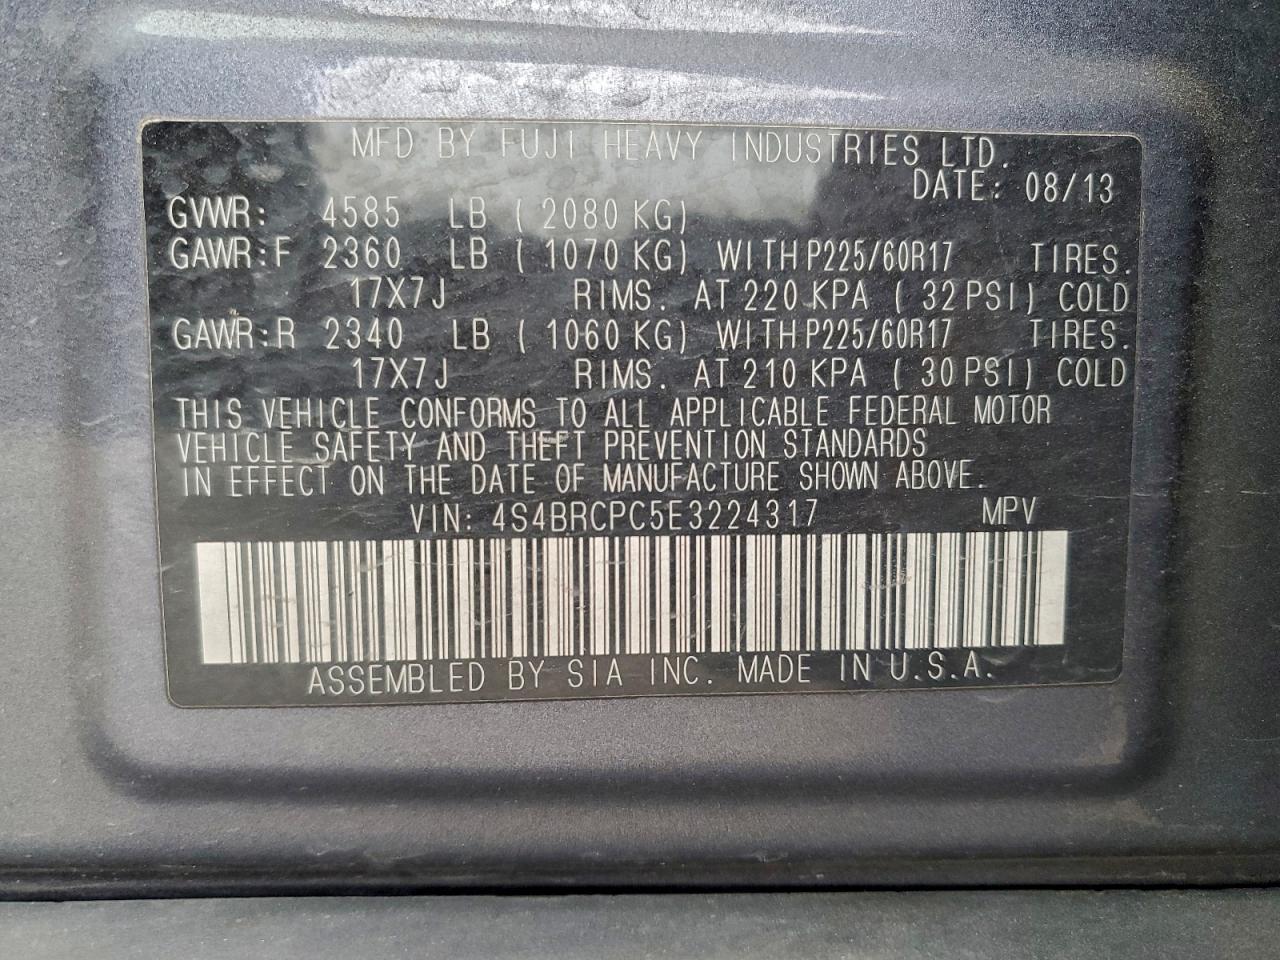 MFD BY FUJI HEAVY INDUSTRIES LTD.
DATE: 08/13
GVWR: 4585 LB ( 2080 KG)
GAWR:F 2360 LB ( 1070 KG) WITH P225/60R17 TIRES.
17X7J RIMS. AT 220 KPA ( 32 PSI) COLD
GAWR:R 2340 LB ( 1060 KG) WITH P225/60R17 TIRES.
17X7J RIMS. AT 210 KPA ( 30 PSI) COLD
THIS VEHICLE CONFORMS TO ALL APPLICABLE FEDERAL MOTOR
VEHICLE SAFETY AND THEFT PREVENTION STANDARDS
IN EFFECT ON THE DATE OF MANUFACTURE SHOWN ABOVE.
VIN: 4S4BRCPC5E3224317 MPV
ASSEMBLED BY SIA INC. MADE IN U.S.A.